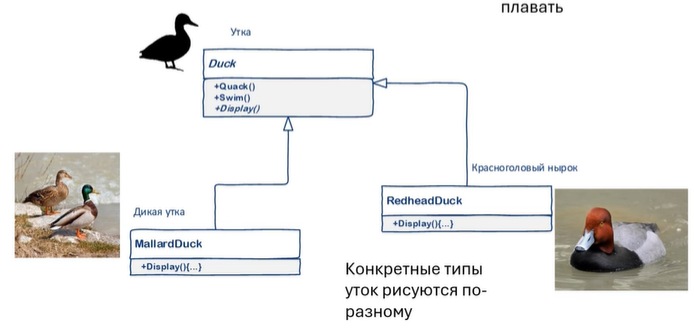 плавать
Утка
Duck
+Quack()
+Swim()
+Display()
Красноголовый нырок
RedheadDuck
+Display(){...}
Дикая утка
MallardDuck
+Display(){...}
Конкретные типы
уток рисуются по-
разному